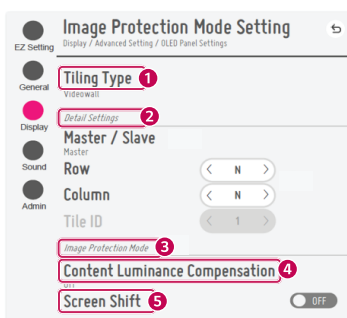 Image Protection Mode Setting
Display / Advanced Setting / OLED Panel Settings
EZ Setting
General
Display
Sound
Admin
Tiling Type 1
Videowall
Detail Settings 2
Master / Slave
Master
Row < N >
Column < N >
Tile ID < 1 >
Image Protection Mode 3
Content Luminance Compensation 4
Off
Screen Shift 5 OFF